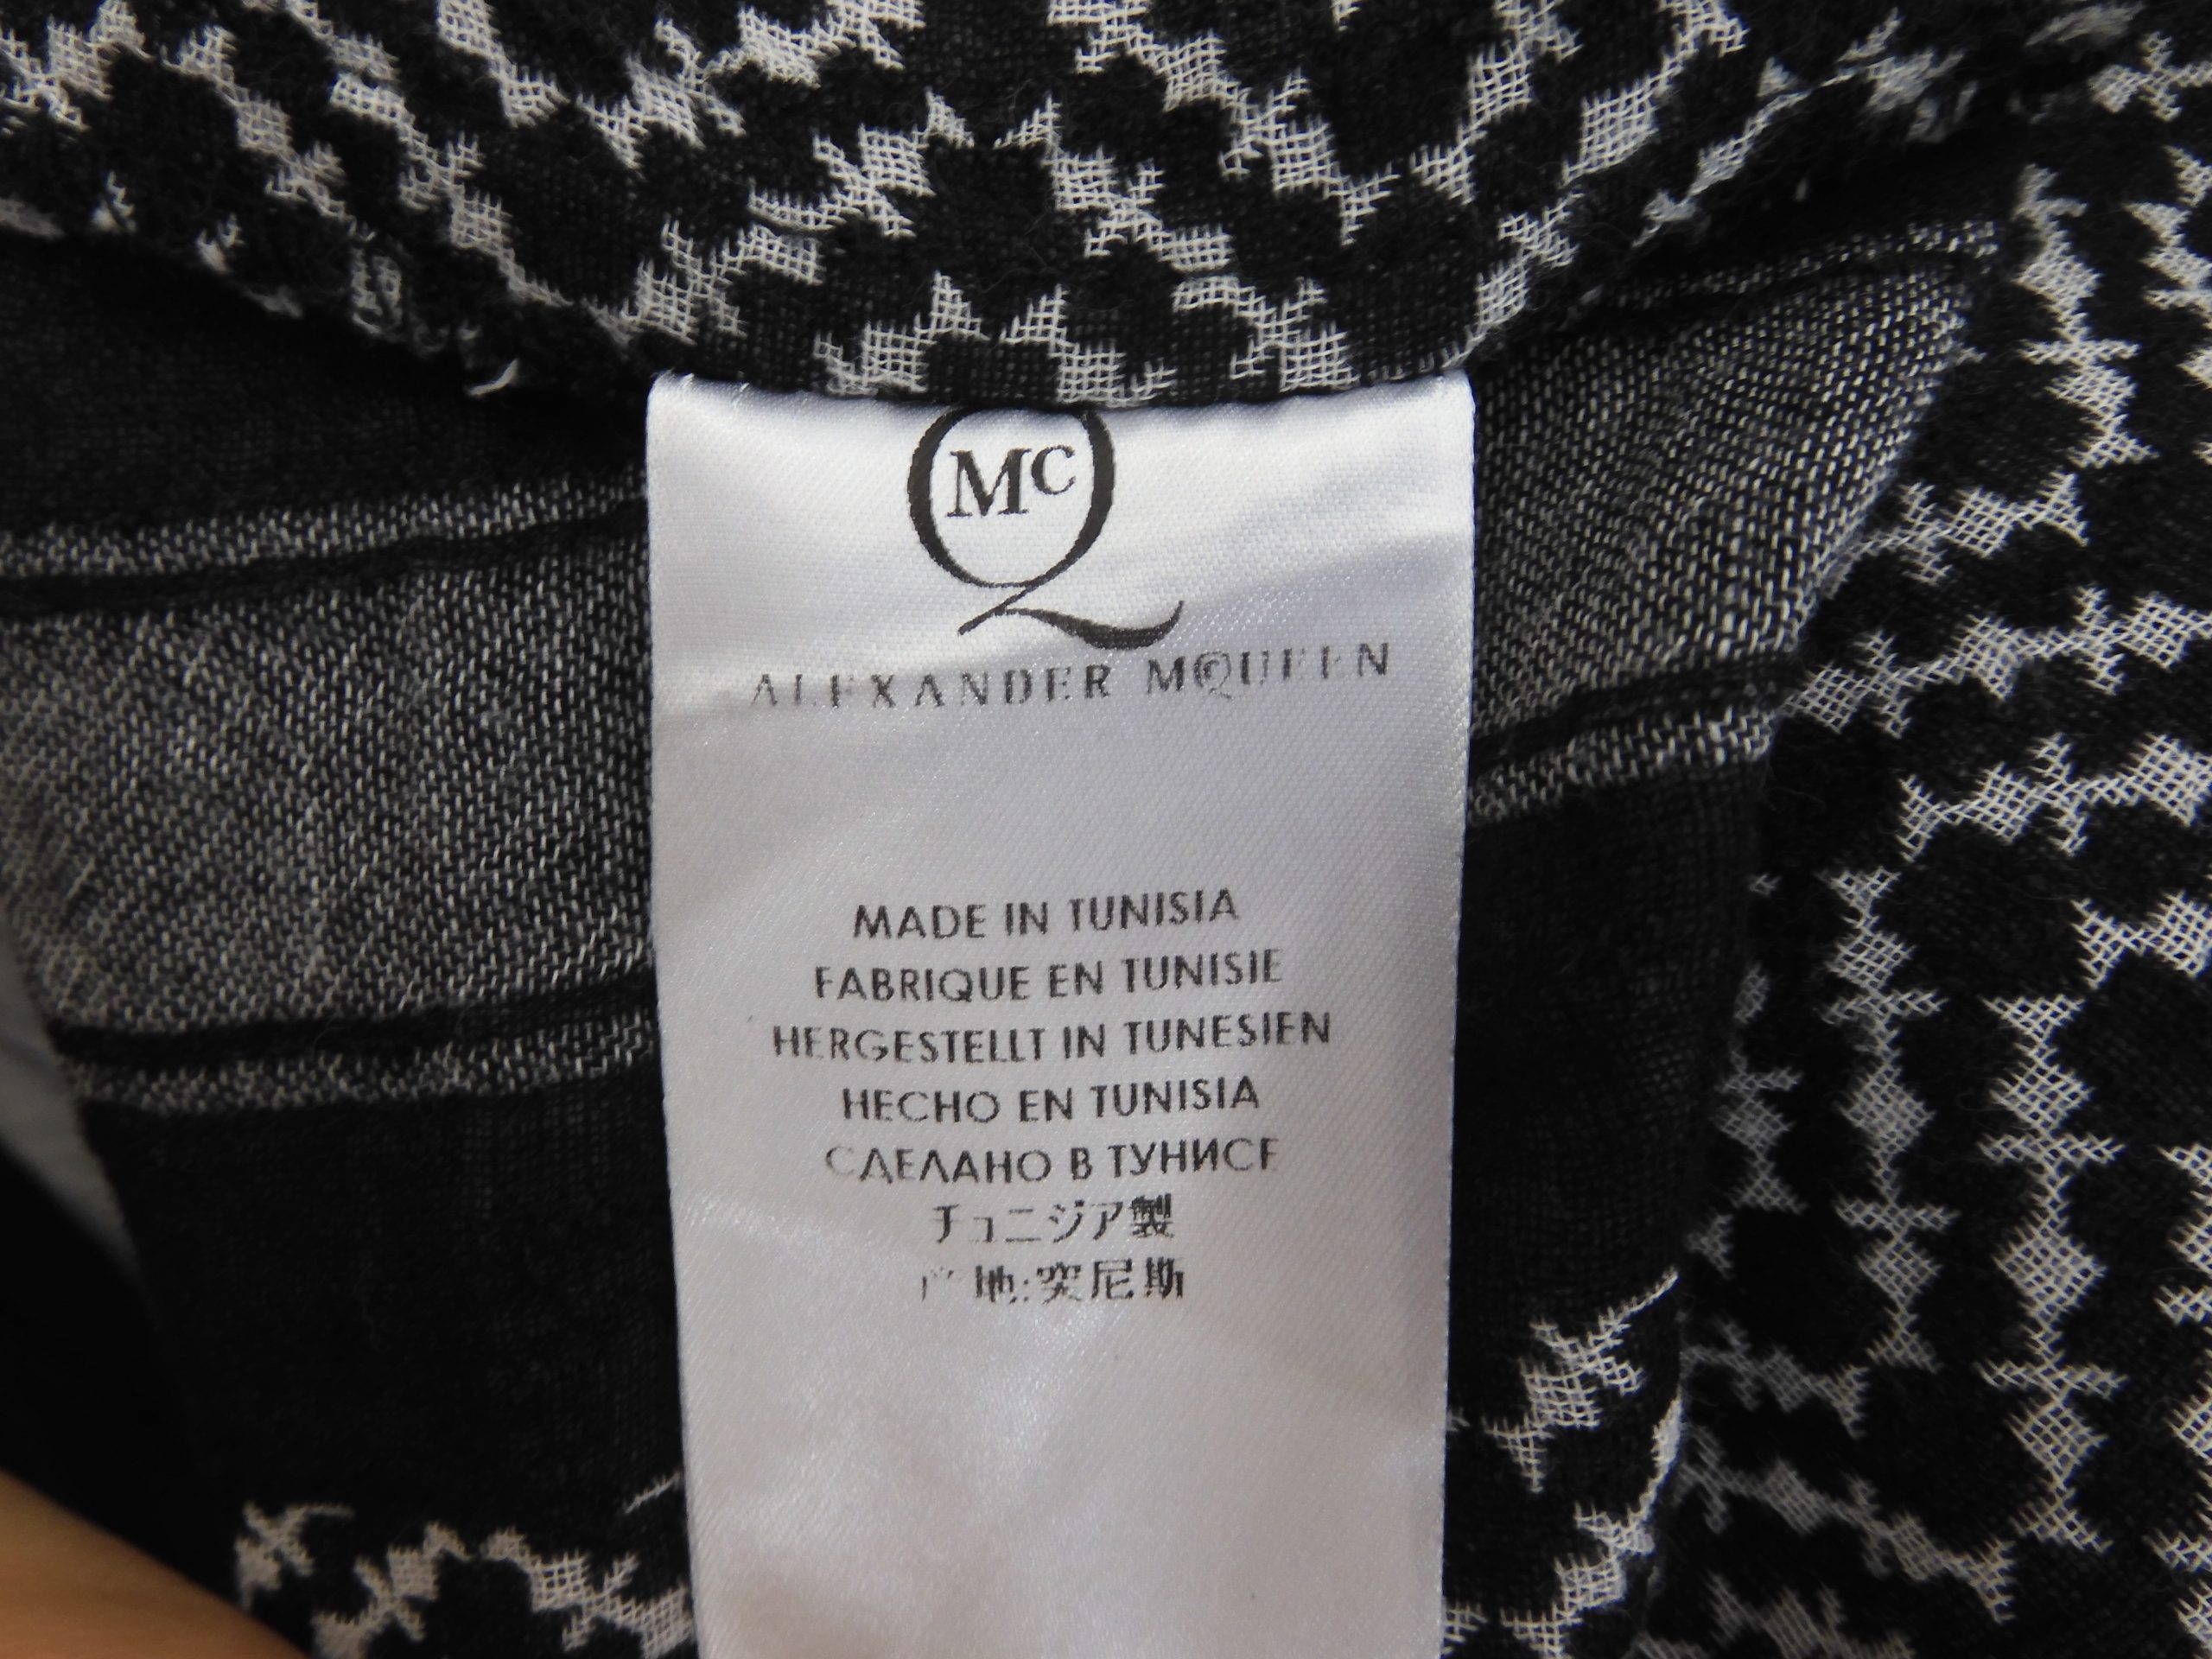 McQ
ALEXANDER MCQUEEN
MADE IN TUNISIA
FABRIQUE EN TUNISIE
HERGESTELLT IN TUNESIEN
HECHO EN TUNISIA
СДЕЛАНО В ТУНИСЕ
チュニジア製
产地:突尼斯